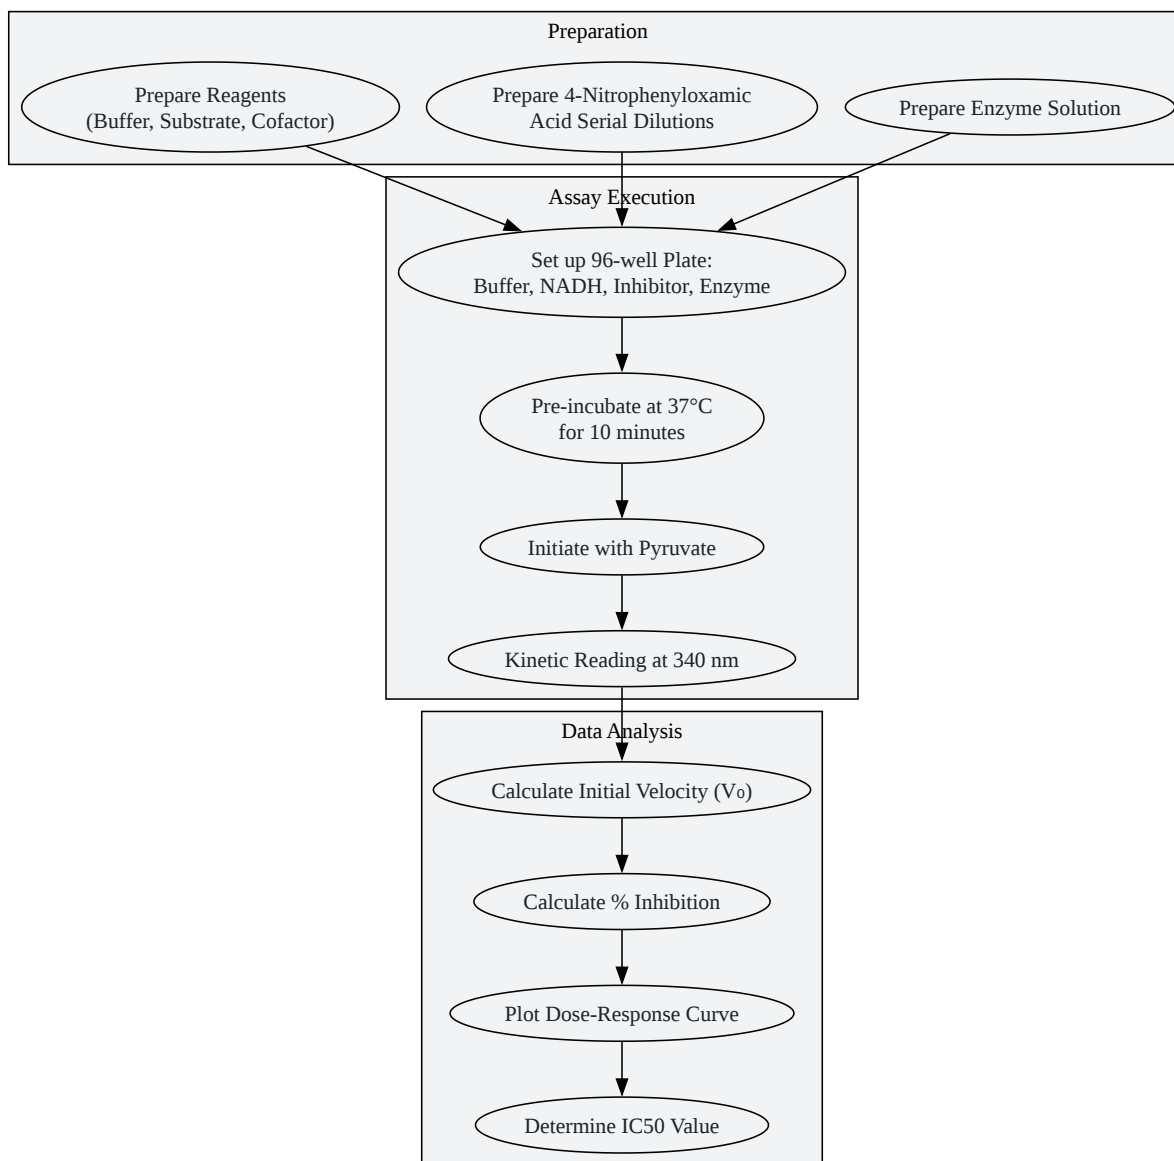 Preparation
Prepare Reagents
(Buffer, Substrate, Cofactor)
Prepare 4-Nitrophenyloxamic
Acid Serial Dilutions
Prepare Enzyme Solution
Assay Execution
Set up 96-well Plate:
Buffer, NADH, Inhibitor, Enzyme
Pre-incubate at 37°C
for 10 minutes
Initiate with Pyruvate
Kinetic Reading at 340 nm
Data Analysis
Calculate Initial Velocity (V₀)
Calculate % Inhibition
Plot Dose-Response Curve
Determine IC50 Value